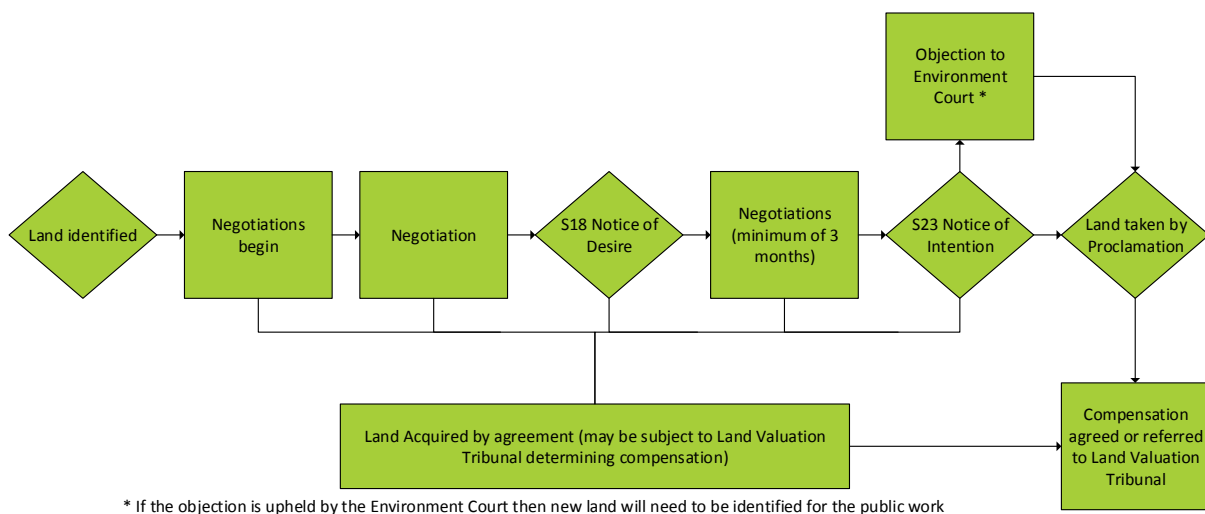 Objection to
Environment
Court *
Land identified
Negotiations
begin
Negotiation
S18 Notice of
Desire
Negotiations
(minimum of 3
months)
S23 Notice of
Intention
Land taken by
Proclamation
Land Acquired by agreement (may be subject to Land Valuation
Tribunal determining compensation)
Compensation
agreed or referred
to Land Valuation
Tribunal
* If the objection is upheld by the Environment Court then new land will need to be identified for the public work